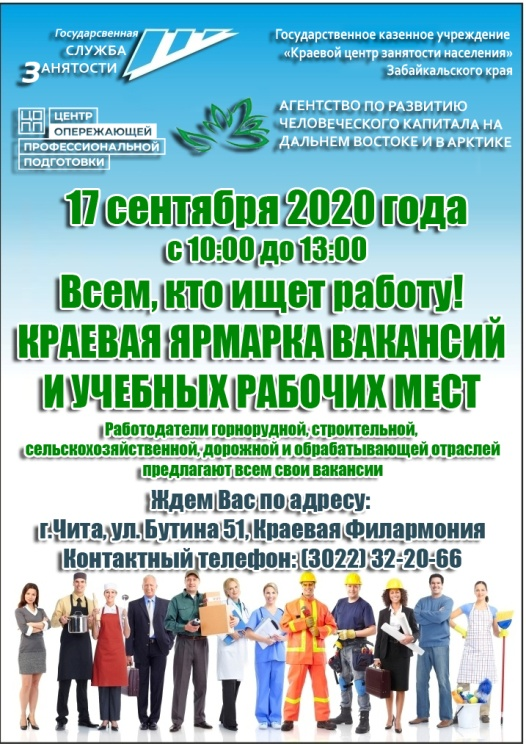 Государсвенная
СЛУЖБА
ЗАНЯТОСТИ
Государственное казенное учреждение
«Краевой центр занятости населения»
Забайкальского края
ЦОПП
ЦЕНТР
ОПЕРЕЖАЮЩЕЙ
ПРОФЕССИОНАЛЬНОЙ
ПОДГОТОВКИ
АГЕНТСТВО ПО РАЗВИТИЮ
ЧЕЛОВЕЧЕСКОГО КАПИТАЛА НА
ДАЛЬНЕМ ВОСТОКЕ И В АРКТИКЕ
17 сентября 2020 года
с 10:00 до 13:00
Всем, кто ищет работу!
КРАЕВАЯ ЯРМАРКА ВАКАНСИЙ
И УЧЕБНЫХ РАБОЧИХ МЕСТ
Работодатели горнорудной, строительной,
сельскохозяйственной, дорожной и обрабатывающей отраслей
предлагают всем свои вакансии
Ждем Вас по адресу:
г.Чита, ул. Бутина 51, Краевая Филармония
Контактный телефон: (3022) 32-20-66